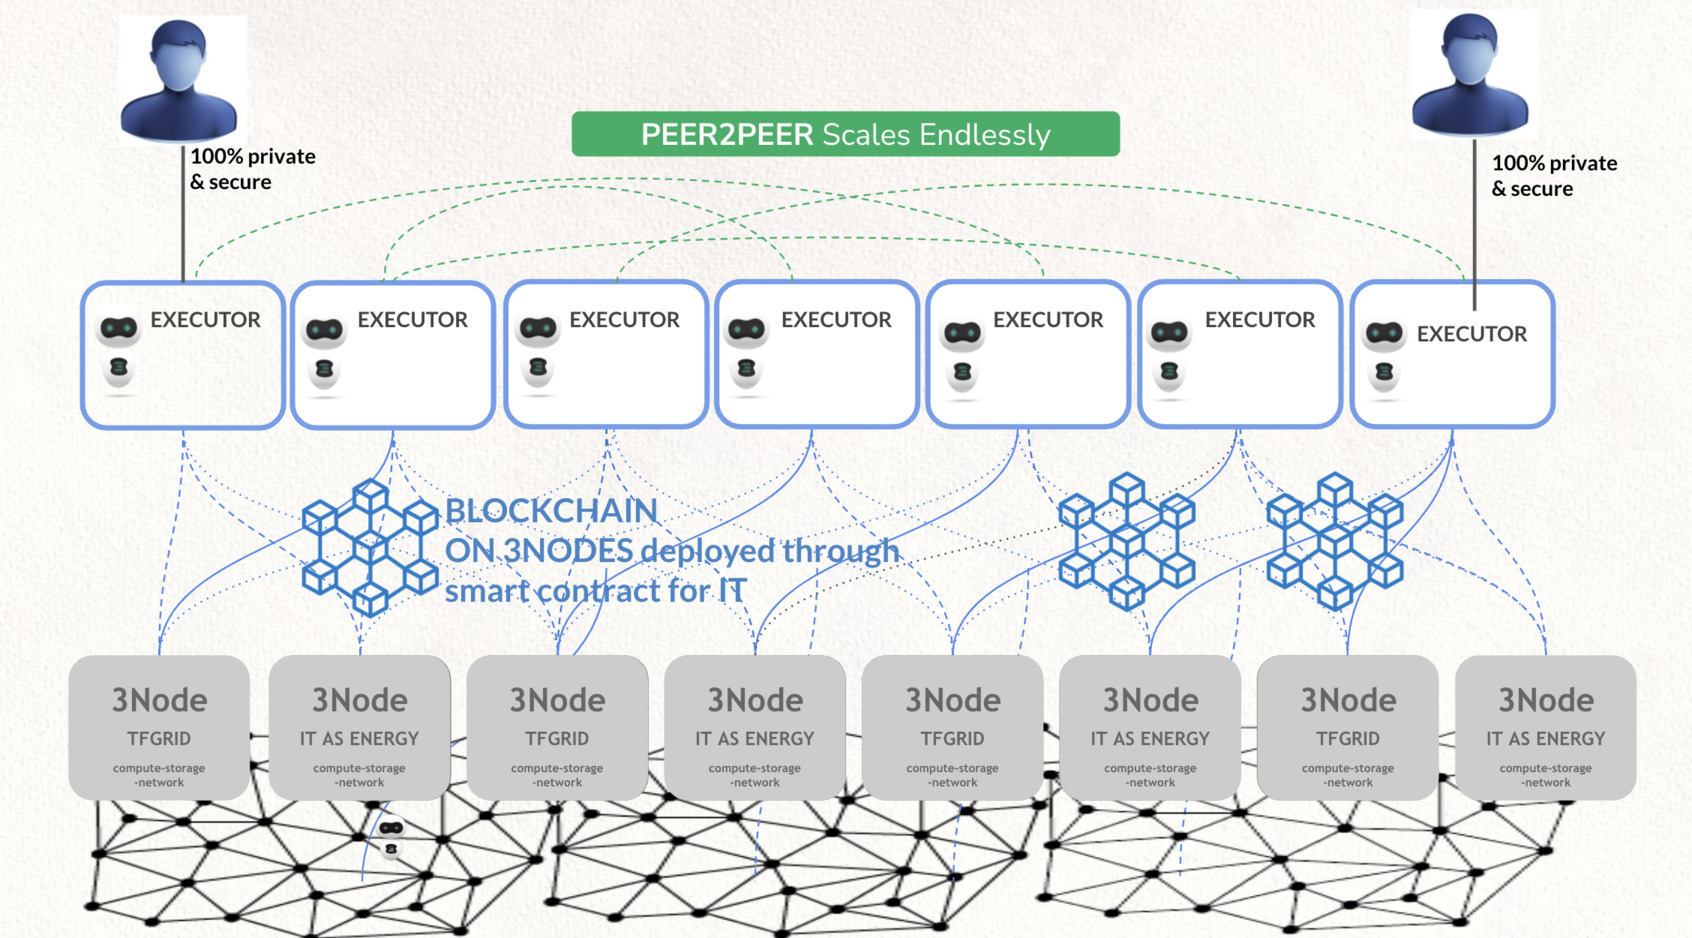 100% private
& secure
PEER2PEER Scales Endlessly
100% private
& secure
EXECUTOR
EXECUTOR
EXECUTOR
EXECUTOR
EXECUTOR
EXECUTOR
EXECUTOR
BLOCKCHAIN
ON 3NODES deployed through
smart contract for IT
3Node
TFGRID
compute-storage
-network
3Node
IT AS ENERGY
compute-storage
-network
3Node
TFGRID
compute-storage
-network
3Node
IT AS ENERGY
compute-storage
-network
3Node
TFGRID
compute-storage
-network
3Node
IT AS ENERGY
compute-storage
-network
3Node
TFGRID
compute-storage
-network
3Node
IT AS ENERGY
compute-storage
-network